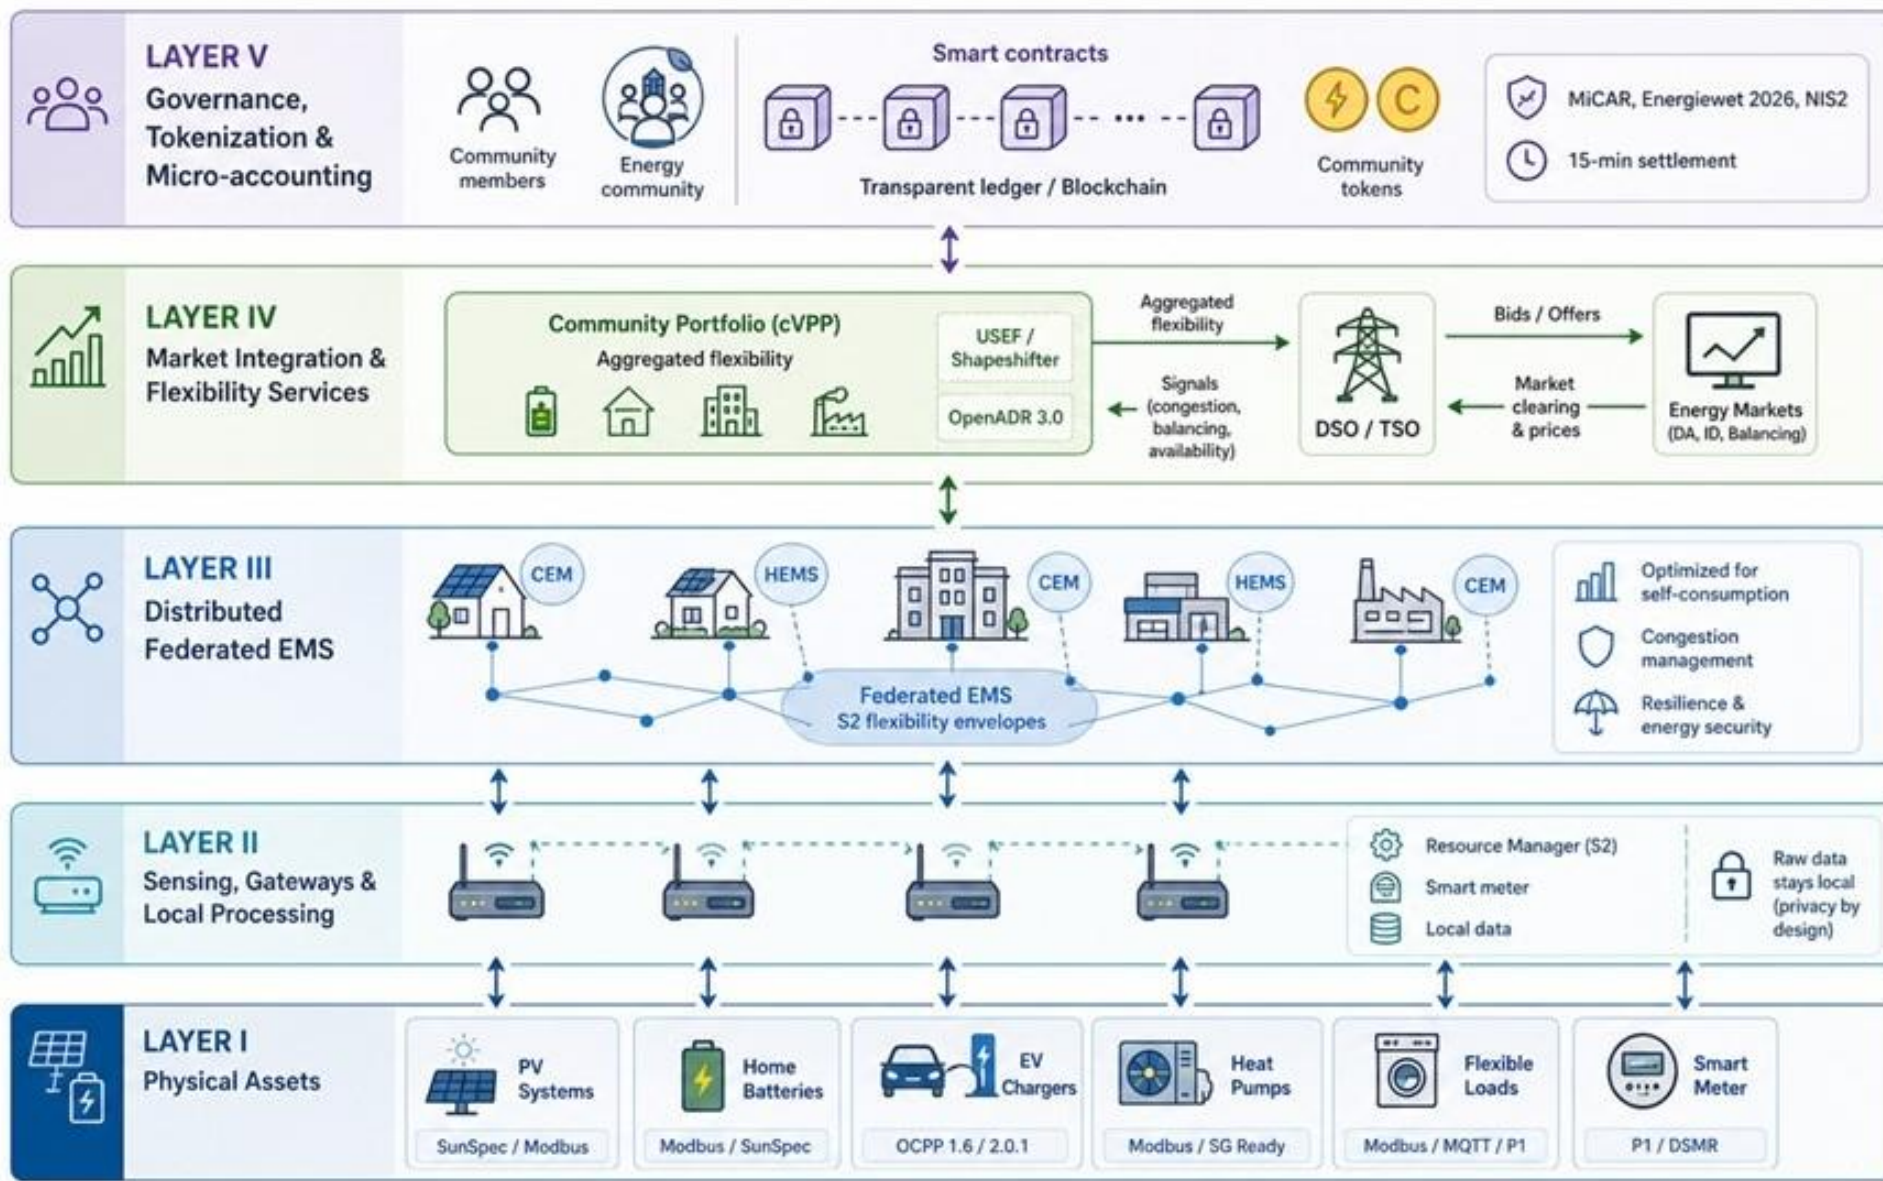 LAYER V
Governance,
Tokenization &
Micro-accounting
Community
members
Energy
community
Smart contracts
Transparent ledger / Blockchain
C
Community
tokens
MiCAR, Energiewet 2026, NIS2
15-min settlement
LAYER IV
Market Integration &
Flexibility Services
Community Portfolio (cVPP)
Aggregated flexibility
USEF /
Shapeshifter
OpenADR 3.0
Aggregated
flexibility
Signals
(congestion,
balancing,
availability)
DSO / TSO
Bids / Offers
Market
clearing
& prices
Energy Markets
(DA, ID, Balancing)
LAYER III
Distributed
Federated EMS
CEM
HEMS
CEM
HEMS
CEM
Federated EMS
S2 flexibility envelopes
Optimized for
self-consumption
Congestion
management
Resilience &
energy security
LAYER II
Sensing, Gateways &
Local Processing
Resource Manager (S2)
Smart meter
Local data
Raw data
stays local
(privacy by
design)
LAYER I
Physical Assets
PV
Systems
SunSpec / Modbus
Home
Batteries
Modbus / SunSpec
EV
Chargers
OCPP 1.6 / 2.0.1
Heat
Pumps
Modbus / SG Ready
Flexible
Loads
Modbus / MQTT / P1
Smart
Meter
P1 / DSMR